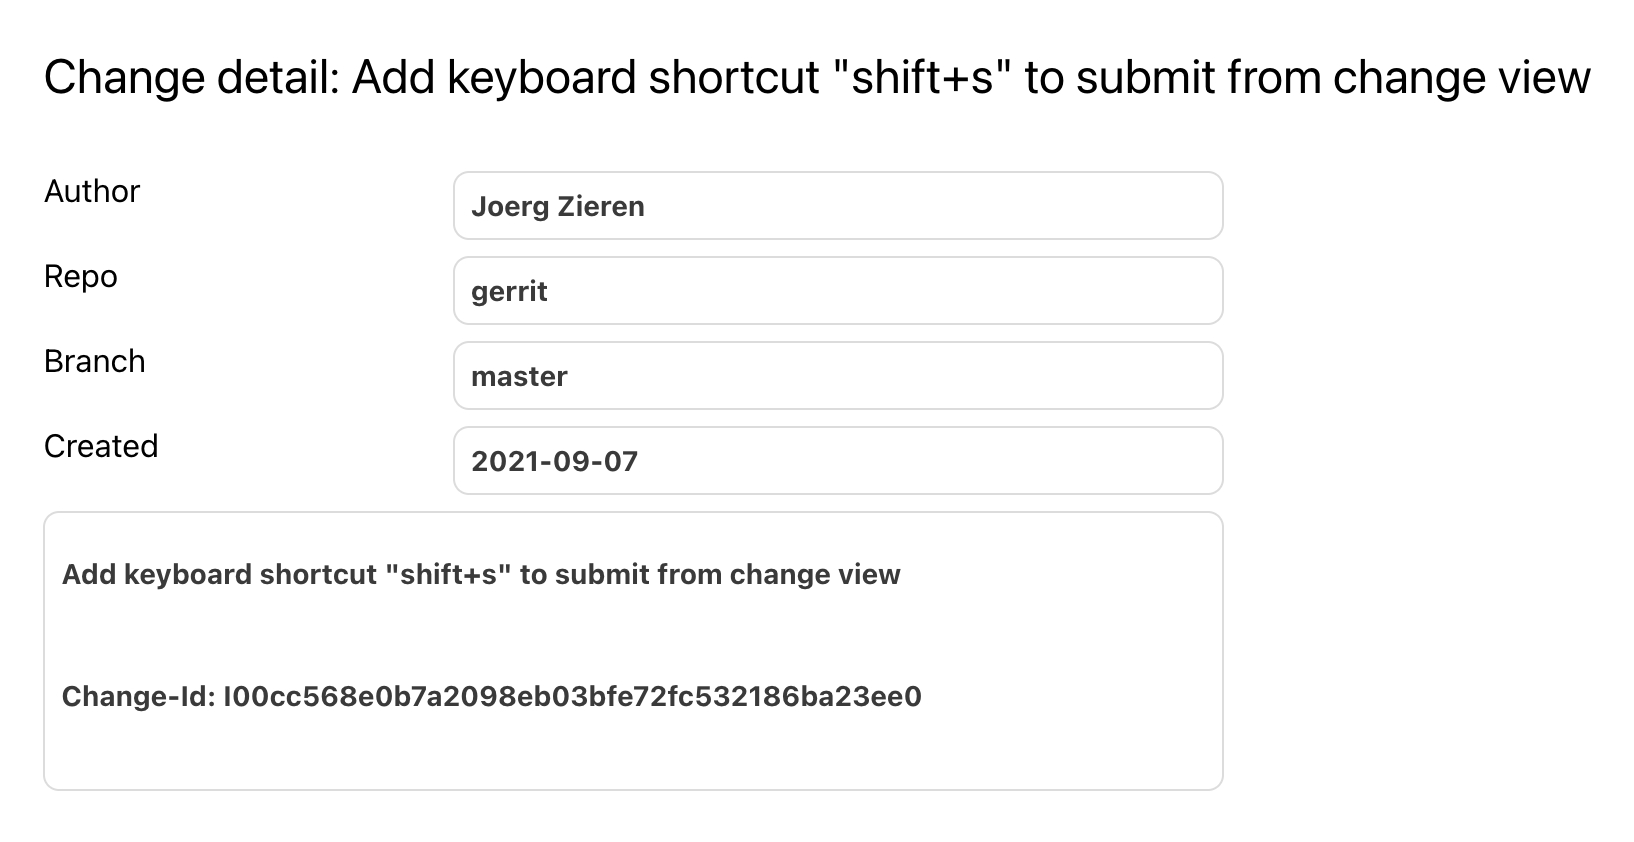 Change detail: Add keyboard shortcut "shift+s" to submit from change view
Author
Joerg Zieren
Repo
gerrit
Branch
master
Created
2021-09-07
Add keyboard shortcut "shift+s" to submit from change view
Change-Id: I00cc568e0b7a2098eb03bfe72fc532186ba23ee0